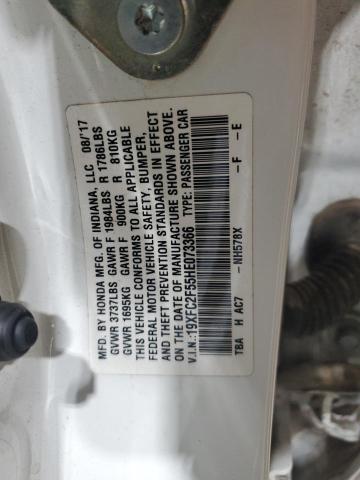 MFD. BY HONDA MFG. OF INDIANA, LLC 08/'17
GVWR 3737LBS GAWR F 1984LBS R 1786LBS
GVWR 1695KG GAWR F 900KG R 810KG
THIS VEHICLE CONFORMS TO ALL APPLICABLE
FEDERAL MOTOR VEHICLE SAFETY, BUMPER,
AND THEFT PREVENTION STANDARDS IN EFFECT
ON THE DATE OF MANUFACTURE SHOWN ABOVE.
V.I.N.:19XFC2F55HE073366 TYPE: PASSENGER CAR
TBA H AC7 -NH578X -F -E